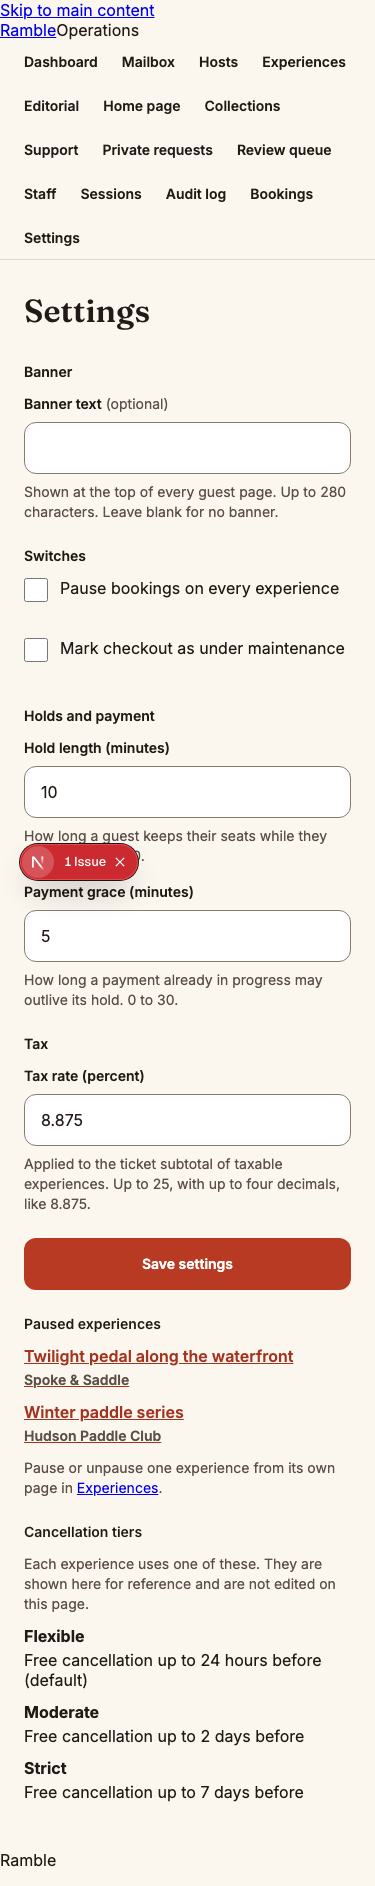 Skip to main content
RambleOperations
Dashboard Mailbox Hosts Experiences
Editorial Home page Collections
Support Private requests Review queue
Staff Sessions Audit log Bookings
Settings
Settings
Banner
Banner text (optional)
Shown at the top of every guest page. Up to 280
characters. Leave blank for no banner.
Switches
Pause bookings on every experience
Mark checkout as under maintenance
Holds and payment
Hold length (minutes)
10
How long a guest keeps their seats while they
1 Issue
Payment grace (minutes)
5
How long a payment already in progress may
outlive its hold. 0 to 30.
Tax
Tax rate (percent)
8.875
Applied to the ticket subtotal of taxable
experiences. Up to 25, with up to four decimals,
like 8.875.
Save settings
Paused experiences
Twilight pedal along the waterfront
Spoke & Saddle
Winter paddle series
Hudson Paddle Club
Pause or unpause one experience from its own
page in Experiences.
Cancellation tiers
Each experience uses one of these. They are
shown here for reference and are not edited on
this page.
Flexible
Free cancellation up to 24 hours before
(default)
Moderate
Free cancellation up to 2 days before
Strict
Free cancellation up to 7 days before
Ramble